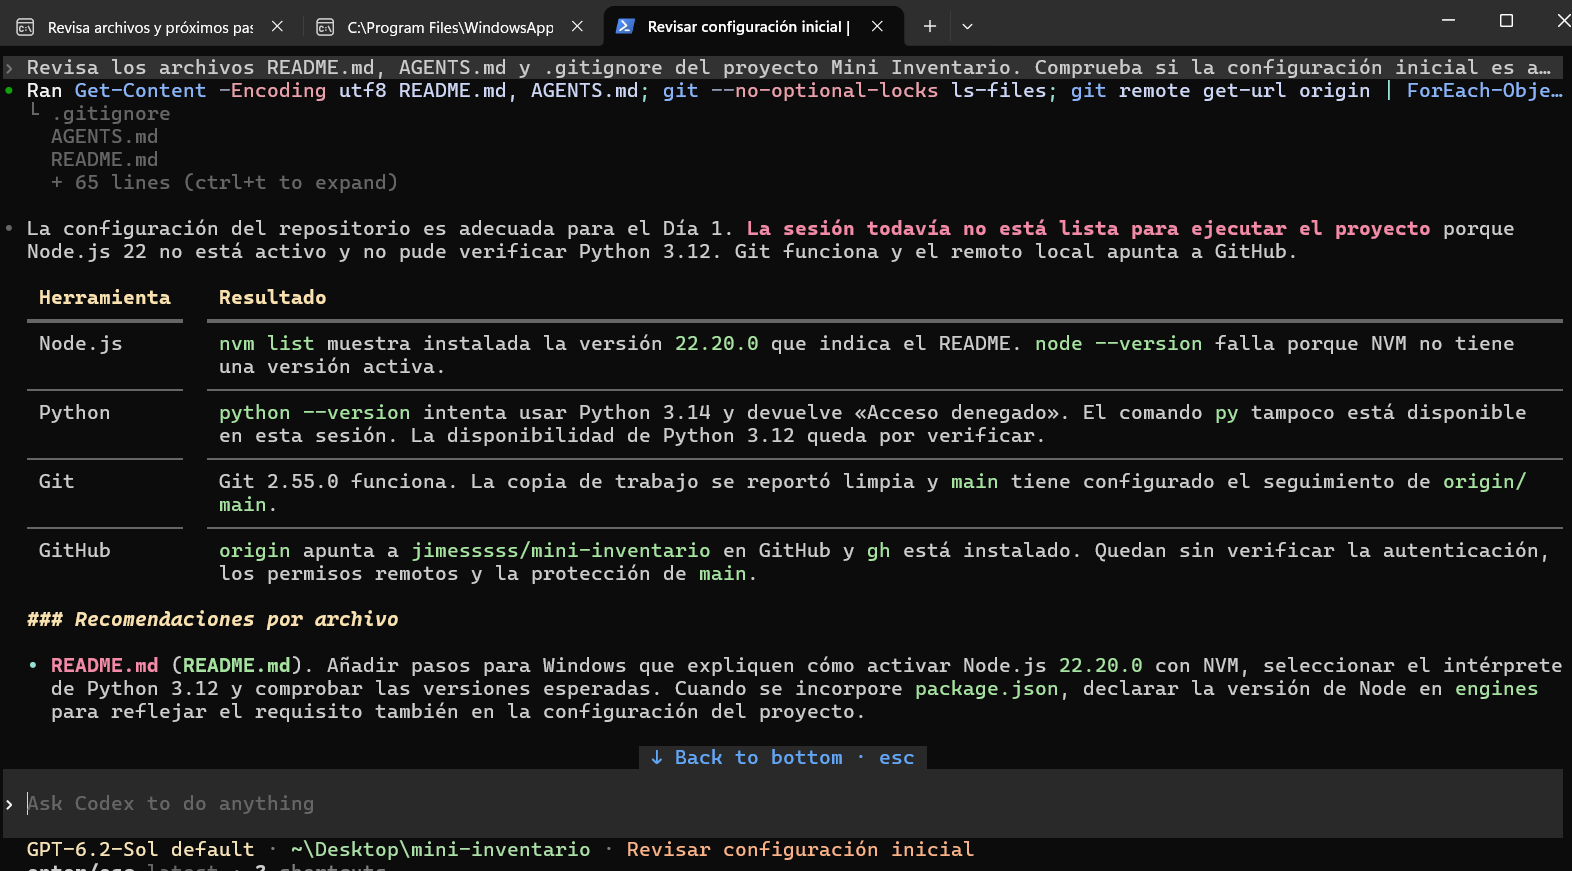 Revisa archivos y próximos pas
C:\Program Files\WindowsApp
Revisar configuración inicial |
› Revisa los archivos README.md, AGENTS.md y .gitignore del proyecto Mini Inventario. Comprueba si la configuración inicial es a…
• Ran Get-Content -Encoding utf8 README.md, AGENTS.md; git --no-optional-locks ls-files; git remote get-url origin | ForEach-Obje…
└ .gitignore
AGENTS.md
README.md
+ 65 lines (ctrl+t to expand)
• La configuración del repositorio es adecuada para el Día 1. La sesión todavía no está lista para ejecutar el proyecto porque
Node.js 22 no está activo y no pude verificar Python 3.12. Git funciona y el remoto local apunta a GitHub.
Herramienta Resultado
Node.js nvm list muestra instalada la versión 22.20.0 que indica el README. node --version falla porque NVM no tiene
una versión activa.
Python python --version intenta usar Python 3.14 y devuelve «Acceso denegado». El comando py tampoco está disponible
en esta sesión. La disponibilidad de Python 3.12 queda por verificar.
Git Git 2.55.0 funciona. La copia de trabajo se reportó limpia y main tiene configurado el seguimiento de origin/
main.
GitHub origin apunta a jimesssss/mini-inventario en GitHub y gh está instalado. Quedan sin verificar la autenticación,
los permisos remotos y la protección de main.
### Recomendaciones por archivo
• README.md (README.md). Añadir pasos para Windows que expliquen cómo activar Node.js 22.20.0 con NVM, seleccionar el intérprete
de Python 3.12 y comprobar las versiones esperadas. Cuando se incorpore package.json, declarar la versión de Node en engines
para reflejar el requisito también en la configuración del proyecto.
↓ Back to bottom · esc
› Ask Codex to do anything
GPT-6.2-Sol default · ~\Desktop\mini-inventario · Revisar configuración inicial